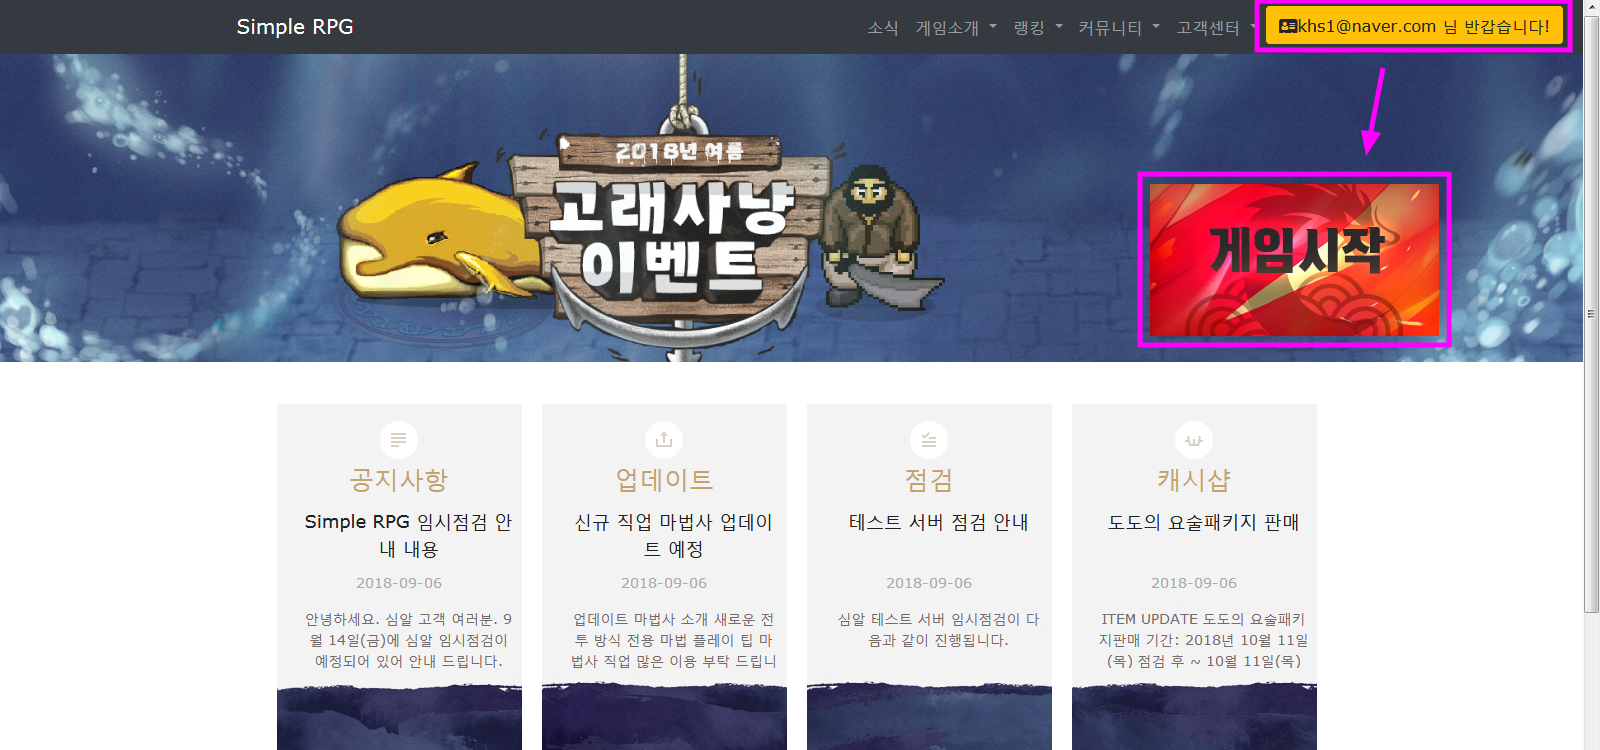 Simple RPG
소식 게임소개 랭킹 커뮤니티 고객센터 khs1@naver.com 님 반갑습니다!
2018년 여름
고래사냥
이벤트
게임시작
공지사항
Simple RPG 임시점검 안
내 내용
2018-09-06
안녕하세요. 심알 고객 여러분. 9
월 14일(금)에 심알 임시점검이
예정되어 있어 안내 드립니다.
업데이트
신규 직업 마법사 업데이
트 예정
2018-09-06
업데이트 마법사 소개 새로운 전
투 방식 전용 마법 플레이 팁 마
법사 직업 많은 이용 부탁 드립니
점검
테스트 서버 점검 안내
2018-09-06
심알 테스트 서버 임시점검이 다
음과 같이 진행됩니다.
캐시샵
도도의 요술패키지 판매
2018-09-06
ITEM UPDATE 도도의 요술패키
지판매 기간: 2018년 10월 11일
(목) 점검 후 ~ 10월 11일(목)